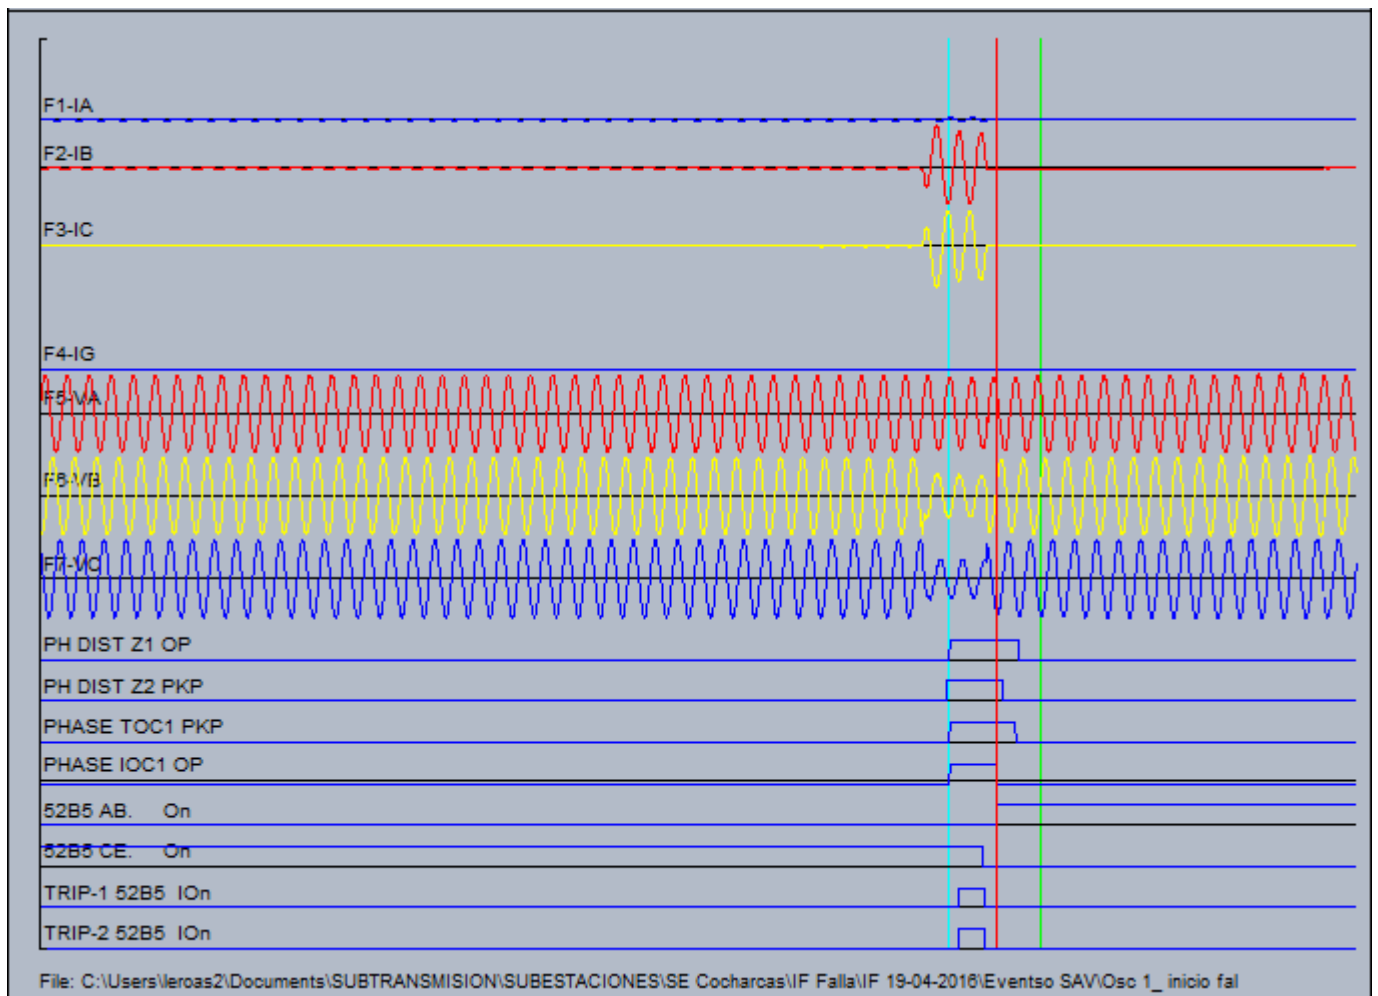 F1-IA
F2-IB
F3-IC
F4-IG
F5-VA
F6-VB
F7-VC
PH DIST Z1 OP
PH DIST Z2 PKP
PHASE TOC1 PKP
PHASE IOC1 OP
52B5 AB. On
52B5 CE. On
TRIP-1 52B5 IOn
TRIP-2 52B5 IOn
File: C:\Users\leroas2\Documents\SUBTRANSMISION\SUBESTACIONES\SE Cocharcas\IF Falla\IF 19-04-2016\Eventso SAV\Osc 1_ inicio fal